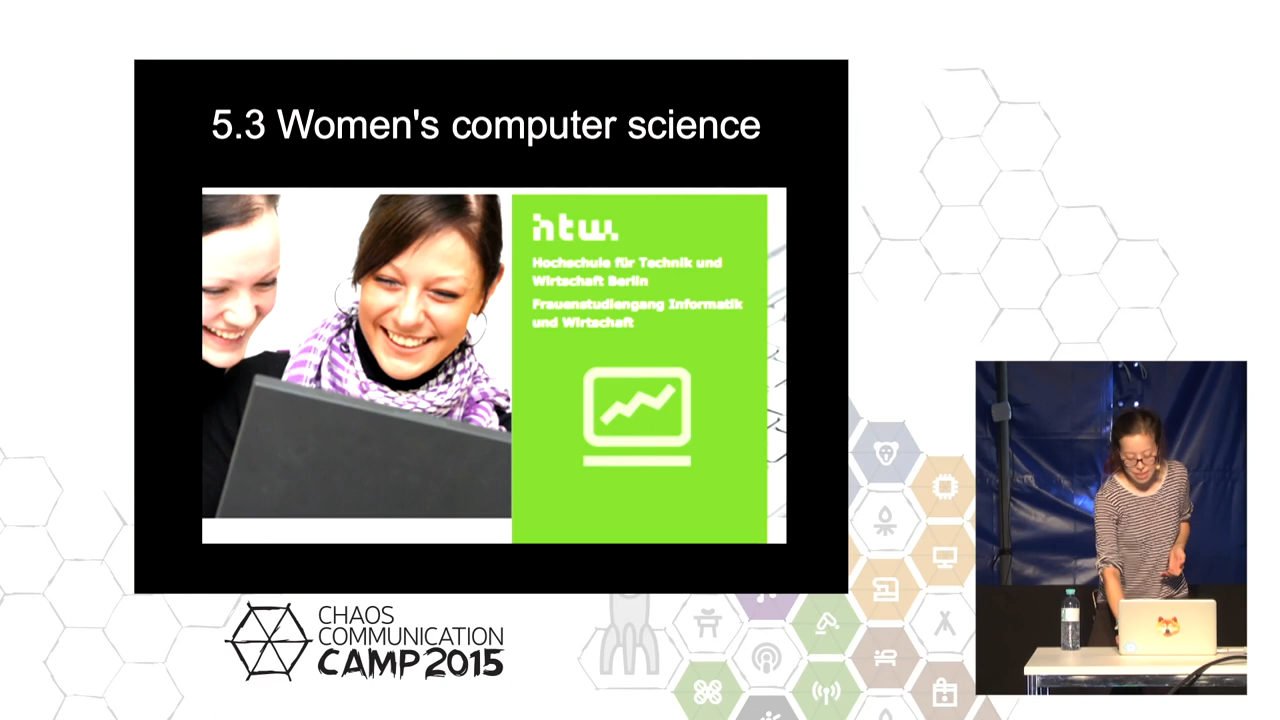 5.3 Women's computer science
htw.
Hochschule für Technik und
Wirtschaft Berlin
Frauenstudiengang Informatik
und Wirtschaft
CHAOS
COMMUNICATION
CAMP 2015